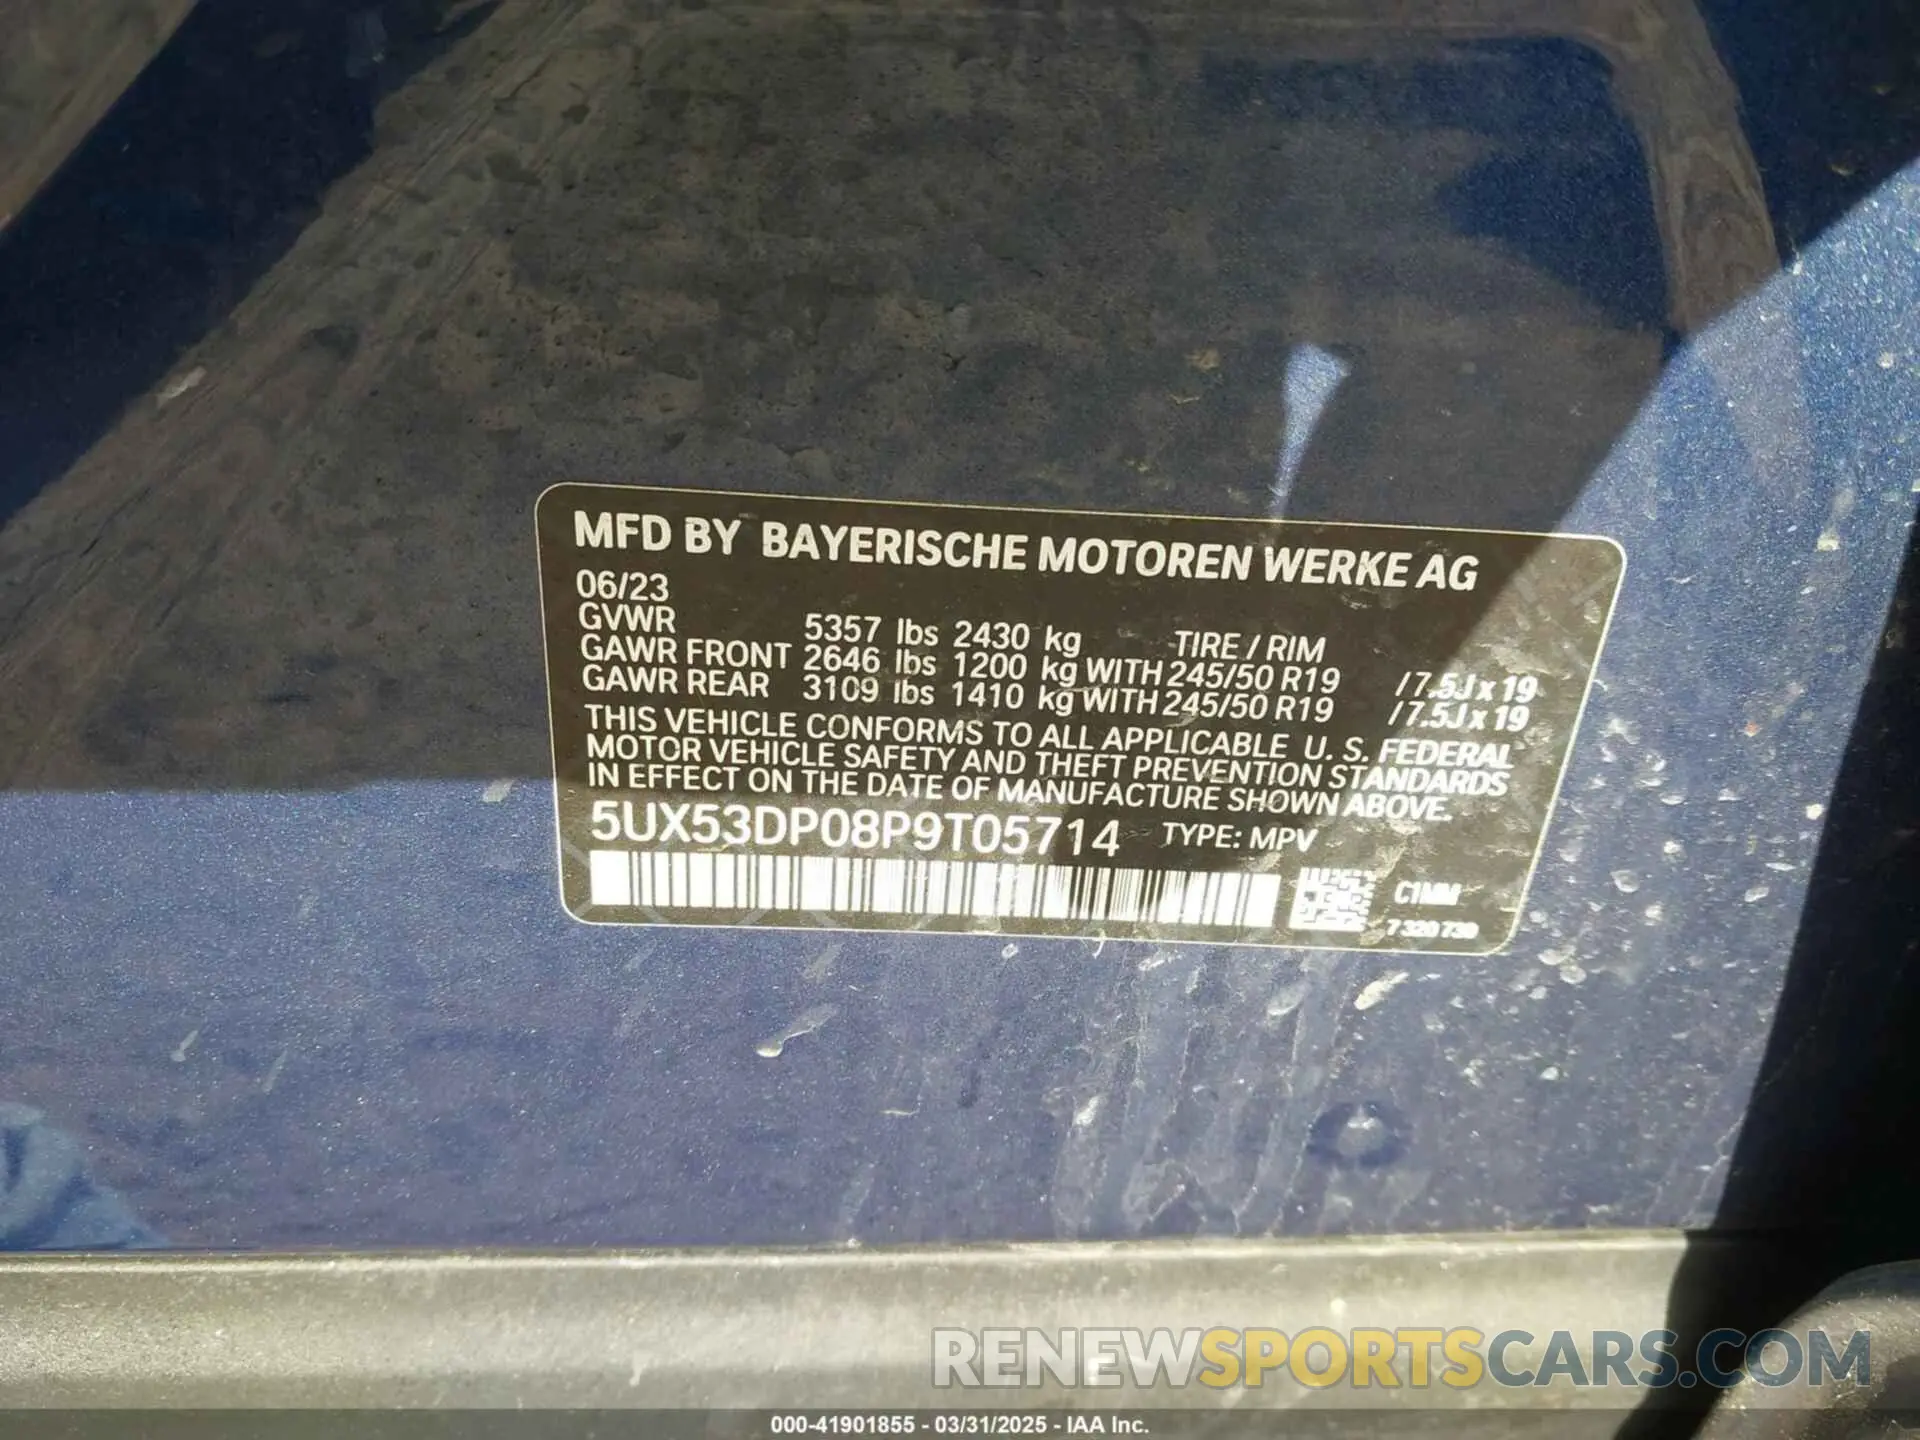 MFD BY BAYERISCHE MOTOREN WERKE AG
06/23
GVWR 5357 lbs 2430 kg TIRE / RIM
GAWR FRONT 2646 lbs 1200 kg WITH 245/50 R19 / 7.5J x 19
GAWR REAR 3109 lbs 1410 kg WITH 245/50 R19 / 7.5J x 19
THIS VEHICLE CONFORMS TO ALL APPLICABLE U. S. FEDERAL
MOTOR VEHICLE SAFETY AND THEFT PREVENTION STANDARDS
IN EFFECT ON THE DATE OF MANUFACTURE SHOWN ABOVE.
5UX53DP08P9T05714 TYPE: MPV
C1MM
7 320 730
RENEWSPORTSCARS.COM
000-41901855 - 03/31/2025 - IAA Inc.